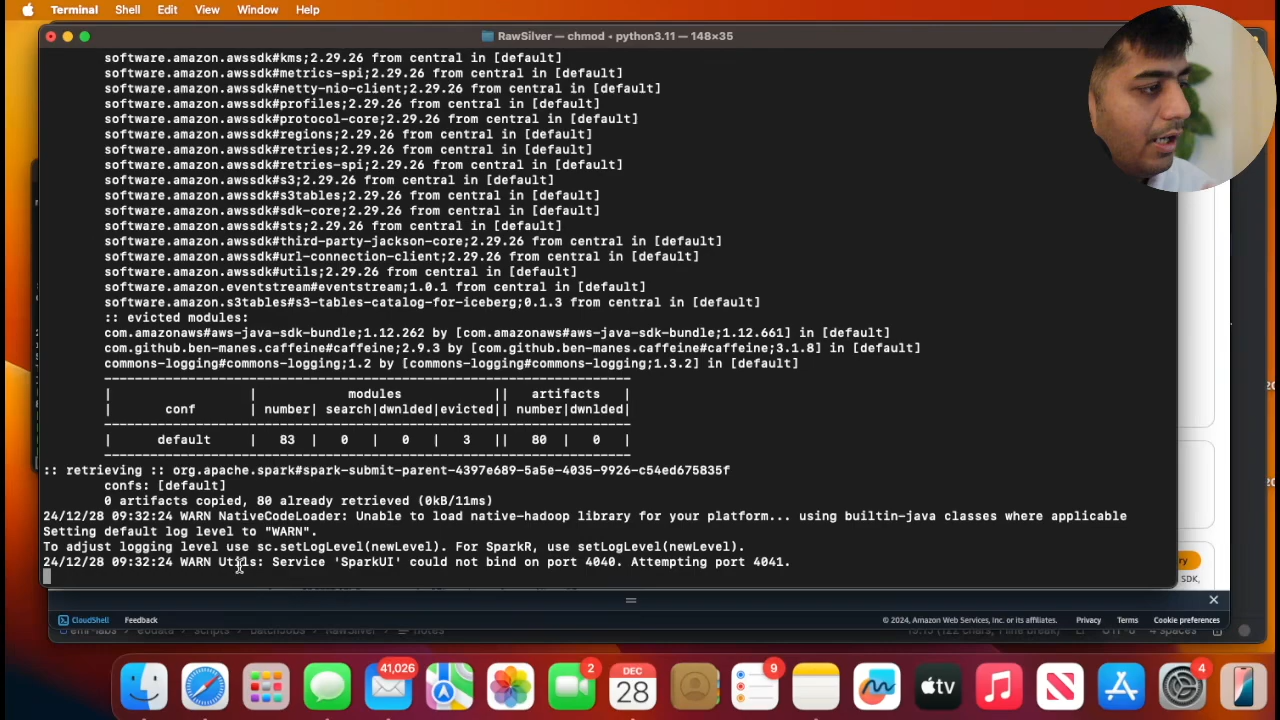 Terminal Shell Edit View Window Help
RawSilver — chmod • python3.11 — 148×35
software.amazon.awssdk#kms;2.29.26 from central in [default]
software.amazon.awssdk#metrics-spi;2.29.26 from central in [default]
software.amazon.awssdk#netty-nio-client;2.29.26 from central in [default]
software.amazon.awssdk#profiles;2.29.26 from central in [default]
software.amazon.awssdk#protocol-core;2.29.26 from central in [default]
software.amazon.awssdk#regions;2.29.26 from central in [default]
software.amazon.awssdk#retries;2.29.26 from central in [default]
software.amazon.awssdk#retries-spi;2.29.26 from central in [default]
software.amazon.awssdk#s3;2.29.26 from central in [default]
software.amazon.awssdk#s3tables;2.29.26 from central in [default]
software.amazon.awssdk#sdk-core;2.29.26 from central in [default]
software.amazon.awssdk#sts;2.29.26 from central in [default]
software.amazon.awssdk#third-party-jackson-core;2.29.26 from central in [default]
software.amazon.awssdk#url-connection-client;2.29.26 from central in [default]
software.amazon.awssdk#utils;2.29.26 from central in [default]
software.amazon.eventstream#eventstream;1.0.1 from central in [default]
software.amazon.s3tables#s3-tables-catalog-for-iceberg;0.1.3 from central in [default]
:: evicted modules:
com.amazonaws#aws-java-sdk-bundle;1.12.262 by [com.amazonaws#aws-java-sdk-bundle;1.12.661] in [default]
com.github.ben-manes.caffeine#caffeine;2.9.3 by [com.github.ben-manes.caffeine#caffeine;3.1.8] in [default]
commons-logging#commons-logging;1.2 by [commons-logging#commons-logging;1.3.2] in [default]
---------------------------------------------------------------------
| | modules || artifacts |
| conf | number| search|dwnlded|evicted|| number|dwnlded|
---------------------------------------------------------------------
| default | 83 | 0 | 0 | 3 || 80 | 0 |
---------------------------------------------------------------------
:: retrieving :: org.apache.spark#spark-submit-parent-4397e689-5a5e-4035-9926-c54ed675835f
confs: [default]
0 artifacts copied, 80 already retrieved (0kB/11ms)
24/12/28 09:32:24 WARN NativeCodeLoader: Unable to load native-hadoop library for your platform... using builtin-java classes where applicable
Setting default log level to "WARN".
To adjust logging level use sc.setLogLevel(newLevel). For SparkR, use setLogLevel(newLevel).
24/12/28 09:32:24 WARN Utils: Service 'SparkUI' could not bind on port 4040. Attempting port 4041.
SDK,
CloudShell Feedback © 2024, Amazon Web Services, Inc. or its affiliates. Privacy Terms Cookie preferences
41,026
2
DEC
28
9
tv
4